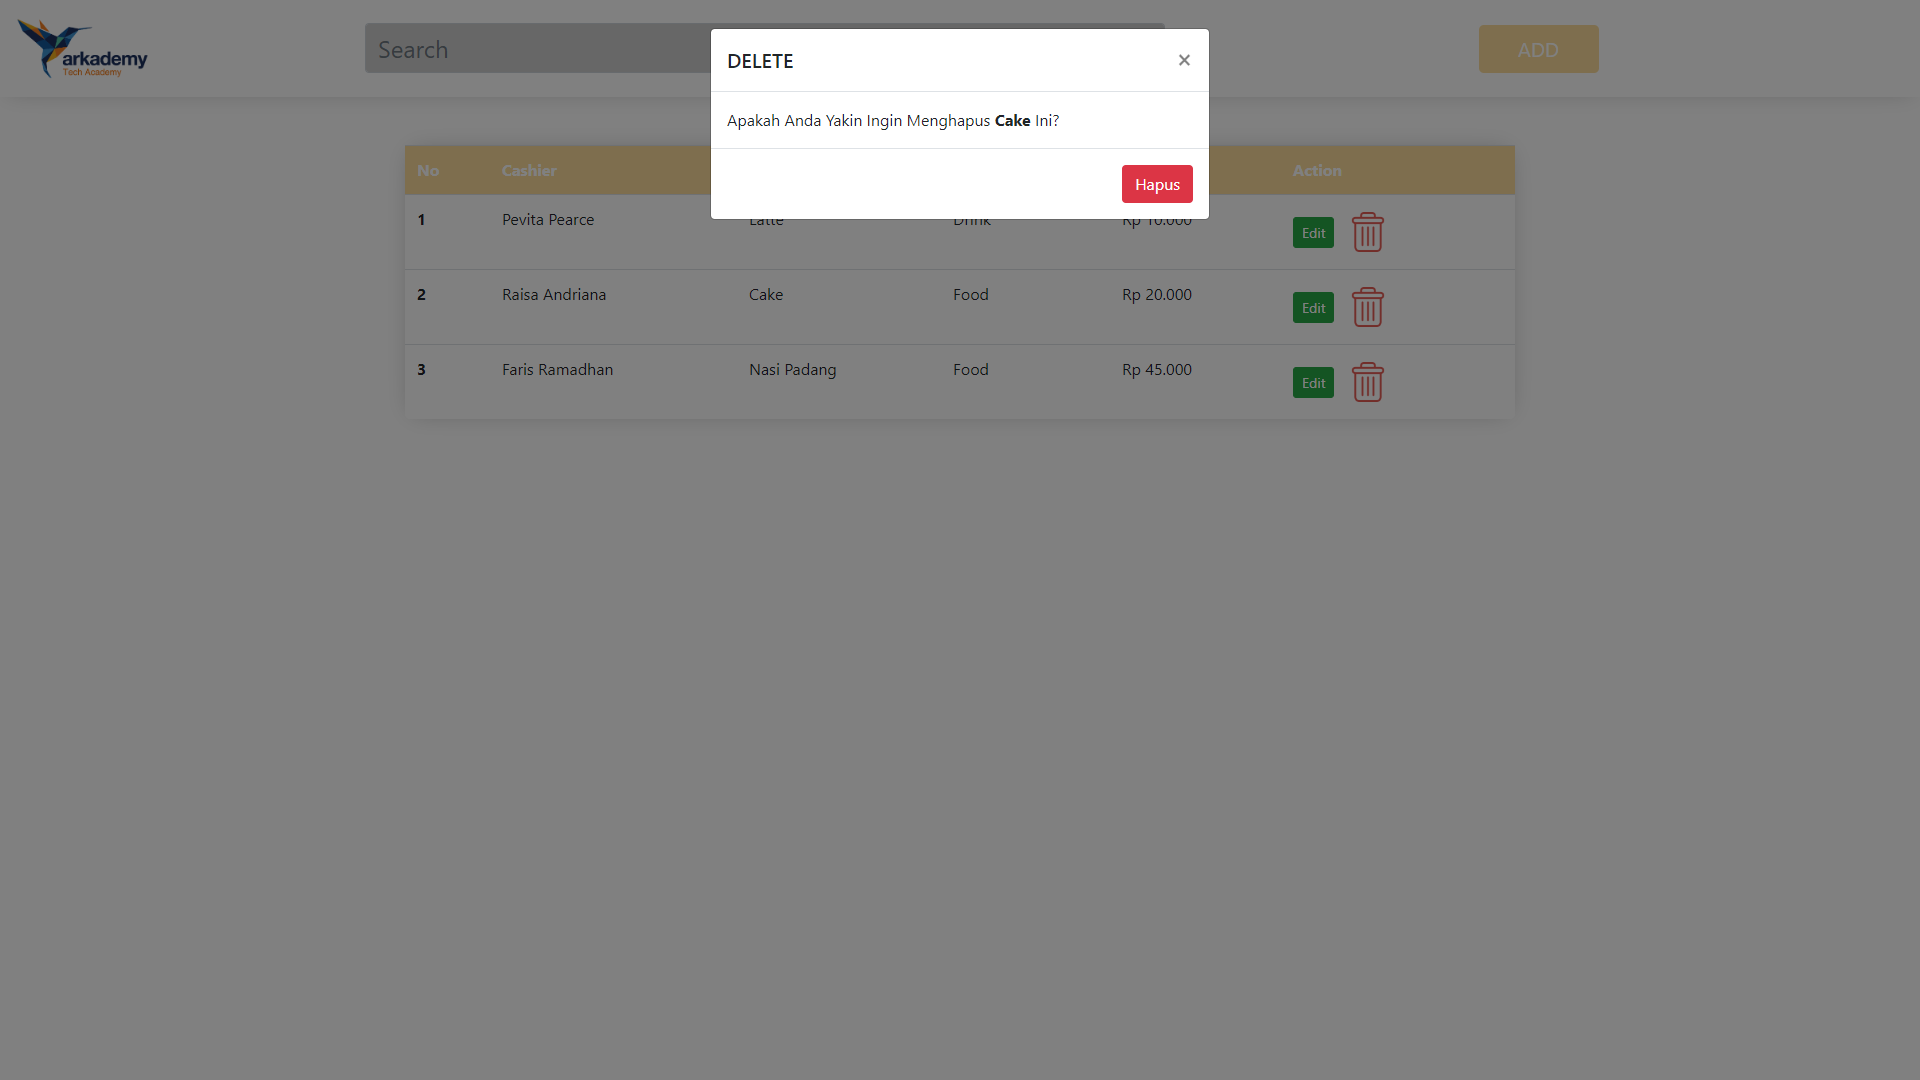 arkademy
Tech Academy
Search
ADD
DELETE
×
Apakah Anda Yakin Ingin Menghapus Cake Ini?
Hapus
No Cashier Action
1 Pevita Pearce Latte Drink Rp 10.000 Edit
2 Raisa Andriana Cake Food Rp 20.000 Edit
3 Faris Ramadhan Nasi Padang Food Rp 45.000 Edit